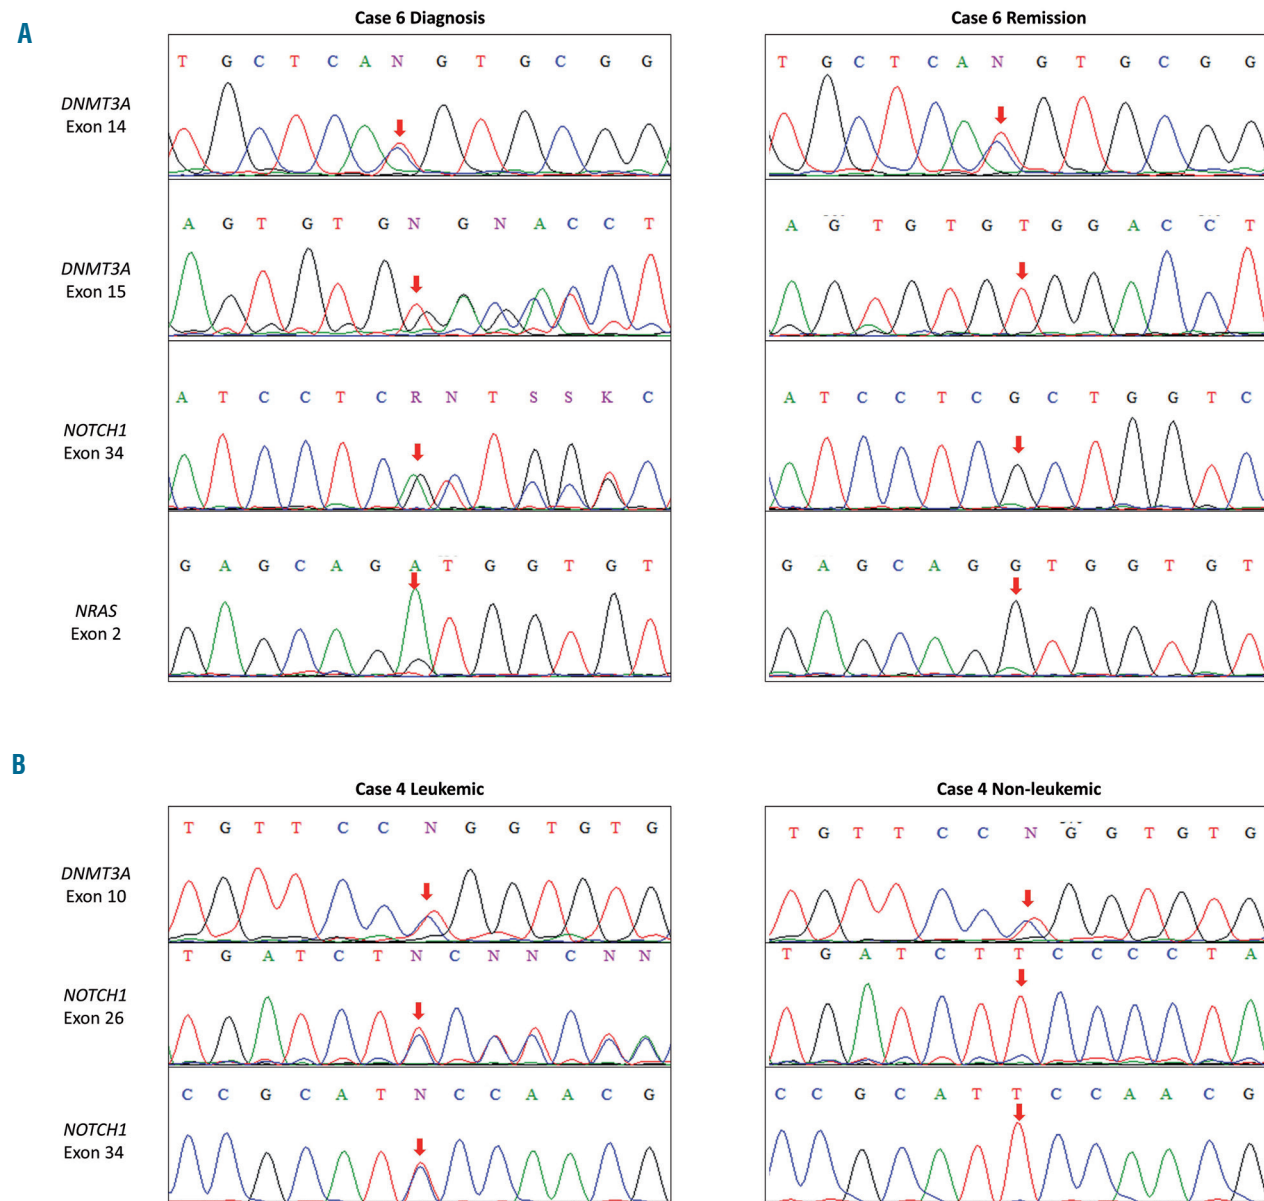 A
Case 6 Diagnosis
Case 6 Remission
DNMT3A
Exon 14
T G C T C A N G T G C G G
T G C T C A N G T G C G G
DNMT3A
Exon 15
A G T G T G N G N A C C T
A G T G T G T G G A C C T
NOTCH1
Exon 34
A T C C T C R N T S S K C
A T C C T C G C T G G T C
NRAS
Exon 2
G A G C A G A T G G T G T
G A G C A G G T G G T G T
B
Case 4 Leukemic
Case 4 Non-leukemic
DNMT3A
Exon 10
T G T T C C N G G T G T G
T G T T C C N G G T G T G
NOTCH1
Exon 26
T G A T C T N C N N C N N
T G A T C T T C C C C T A
NOTCH1
Exon 34
C C G C A T N C C A A C G
C C G C A T T C C A A C G